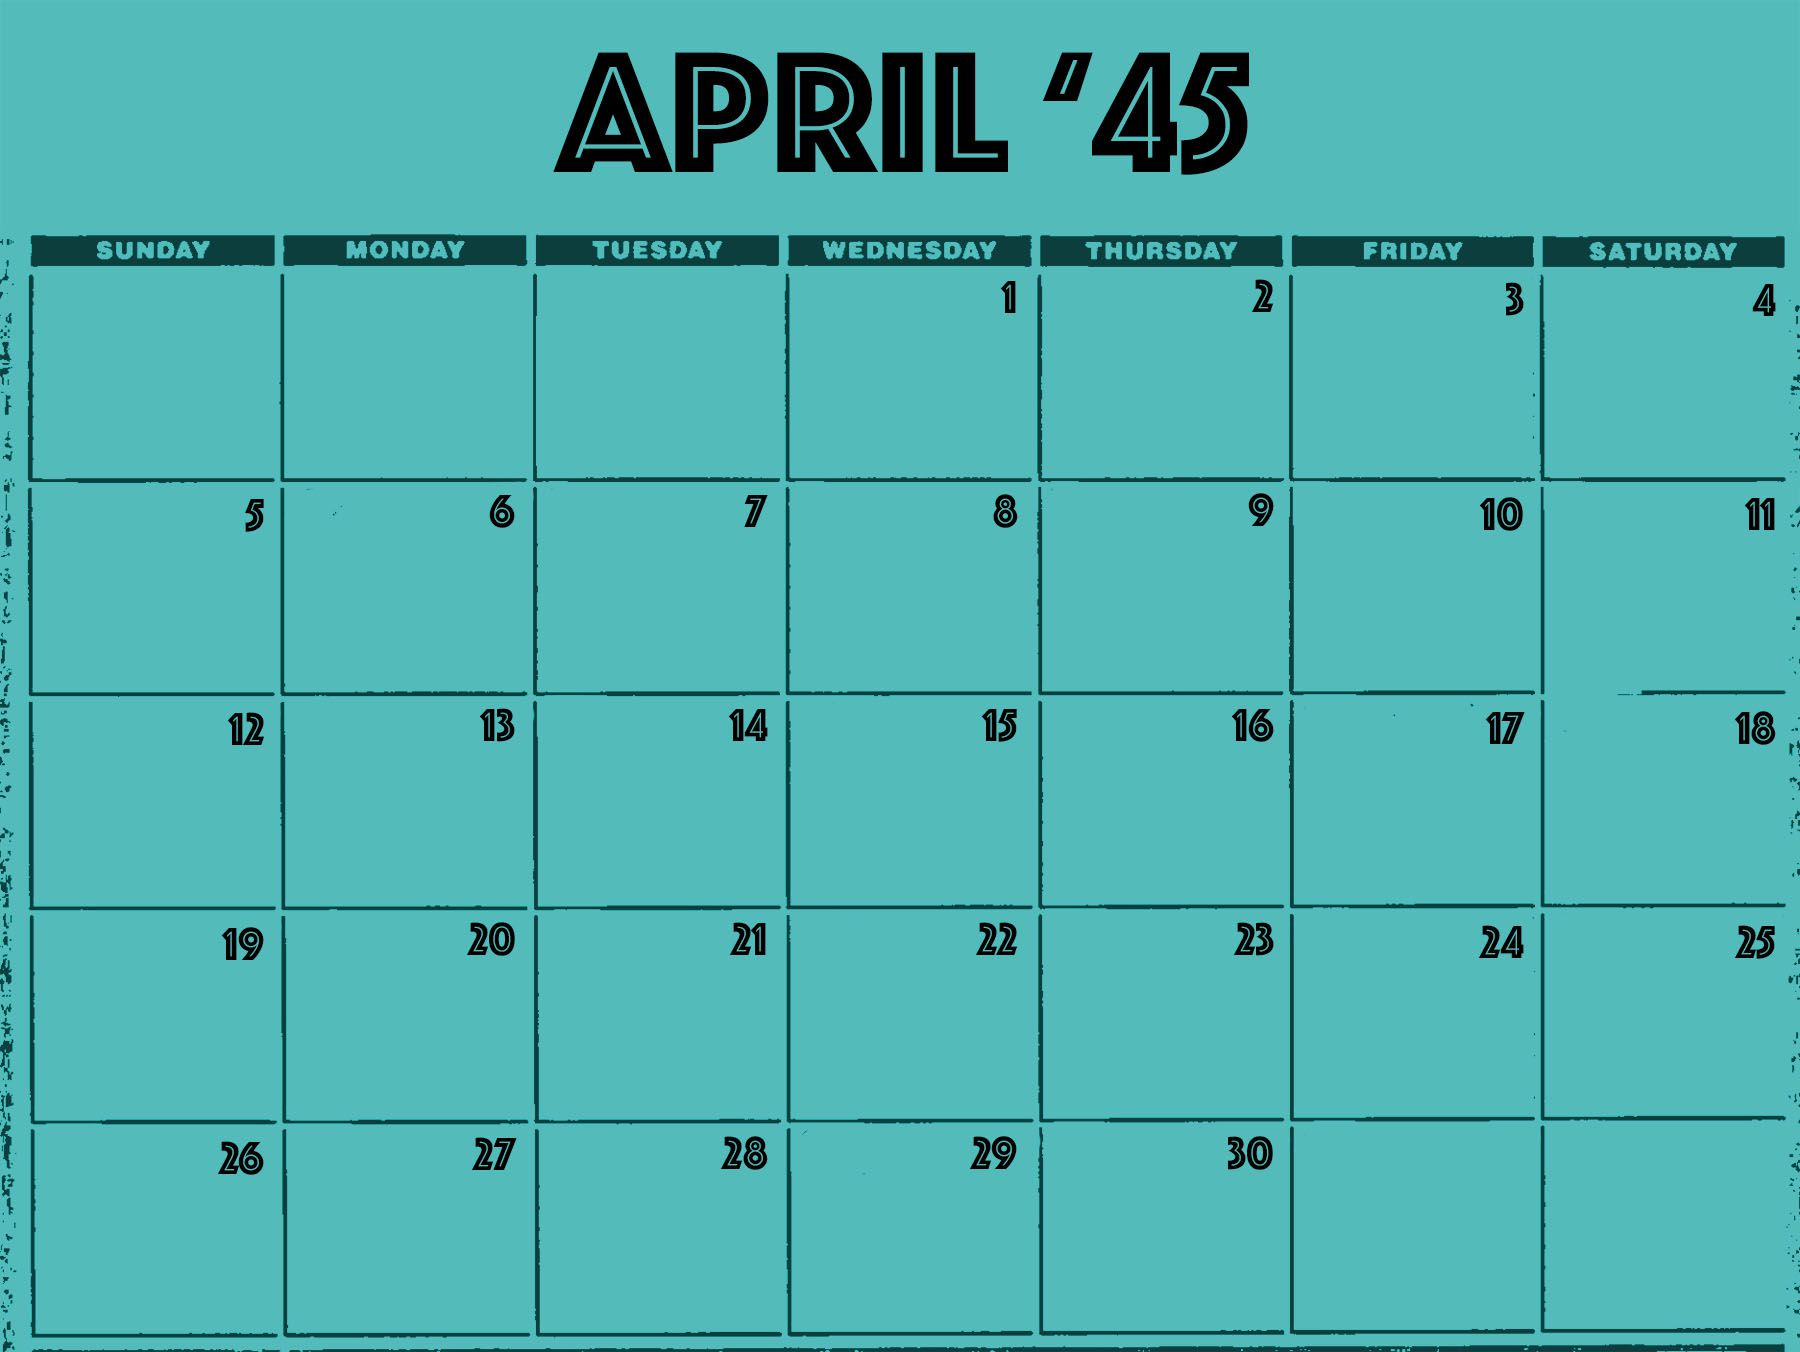 APRIL '45
SUNDAY MONDAY TUESDAY WEDNESDAY THURSDAY FRIDAY SATURDAY
1 2 3 4
5 6 7 8 9 10 11
12 13 14 15 16 17 18
19 20 21 22 23 24 25
26 27 28 29 30